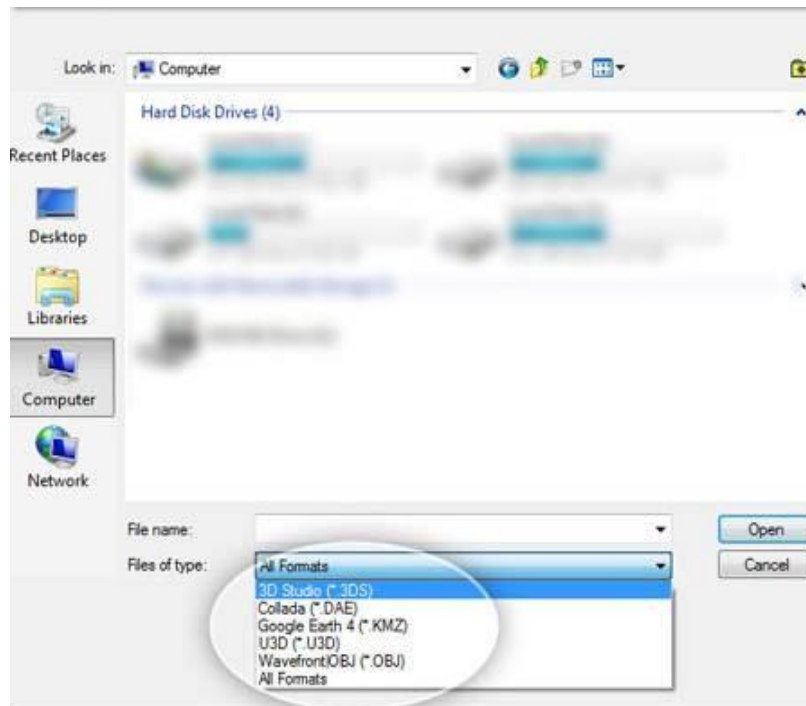 Look in:
Computer
Hard Disk Drives (4)
Recent Places
Desktop
Libraries
Computer
Network
File name:
Open
Files of type:
All Formats
Cancel
3D Studio (*.3DS)
Collada (*.DAE)
Google Earth 4 (*.KMZ)
U3D (*.U3D)
Wavefront|OBJ (*.OBJ)
All Formats